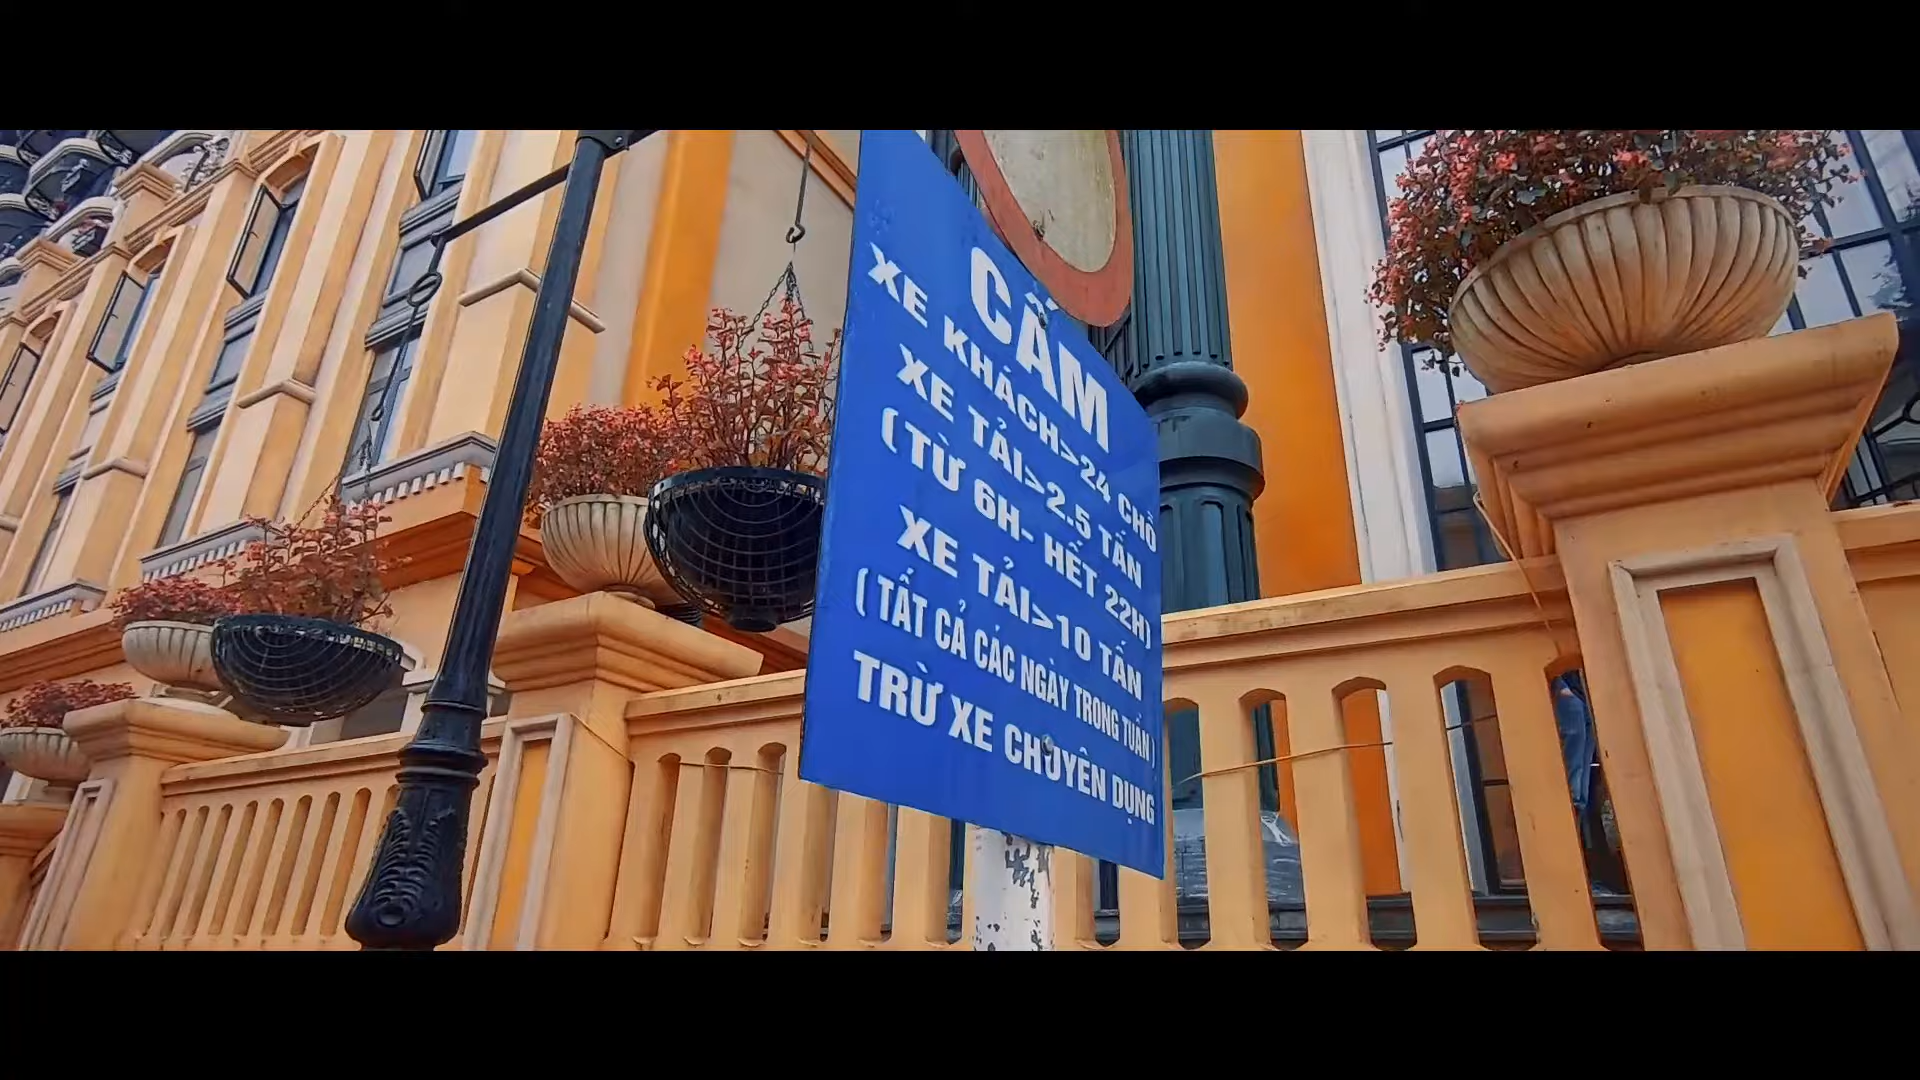 CẤM
XE KHÁCH>24 CHỖ
XE TẢI>2.5 TẤN
(TỪ 6H- HẾT 22H)
XE TẢI>10 TẤN
( TẤT CẢ CÁC NGÀY TRONG TUẦN )
TRỪ XE CHUYÊN DỤNG